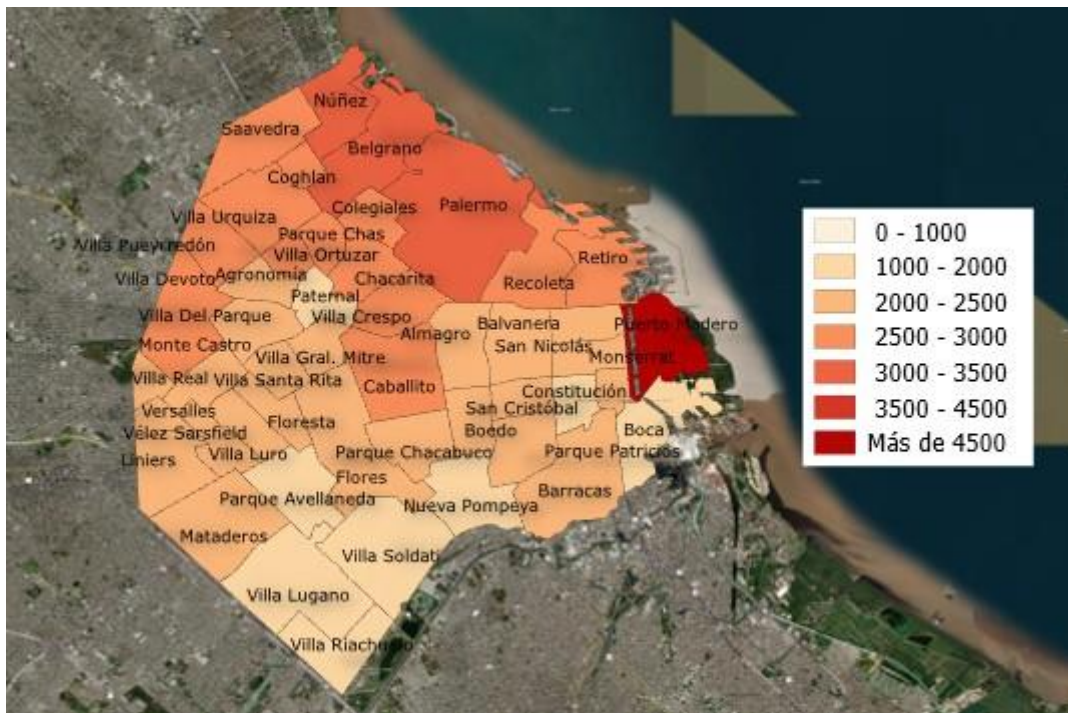 Núñez
Saavedra
Belgrano
Coghlan
Colegiales
Palermo
Villa Urquiza
Parque Chas
Villa Pueyrredón
Villa Ortuzar
Retiro
Villa Devoto
Agronomía
Chacarita
Recoleta
Paternal
Villa Del Parque
Villa Crespo
Balvanera
Puerto Madero
Almagro
San Nicolás
Monte Castro
Villa Gral. Mitre
Monserrat
Villa Real
Villa Santa Rita
Caballito
Constitución
Versalles
San Cristóbal
Floresta
Vélez Sarsfield
Boedo
Boca
Liniers
Villa Luro
Parque Chacabuco
Parque Patricios
Flores
Parque Avellaneda
Barracas
Nueva Pompeya
Mataderos
Villa Soldati
Villa Lugano
Villa Riachuelo
0 - 1000
1000 - 2000
2000 - 2500
2500 - 3000
3000 - 3500
3500 - 4500
Más de 4500